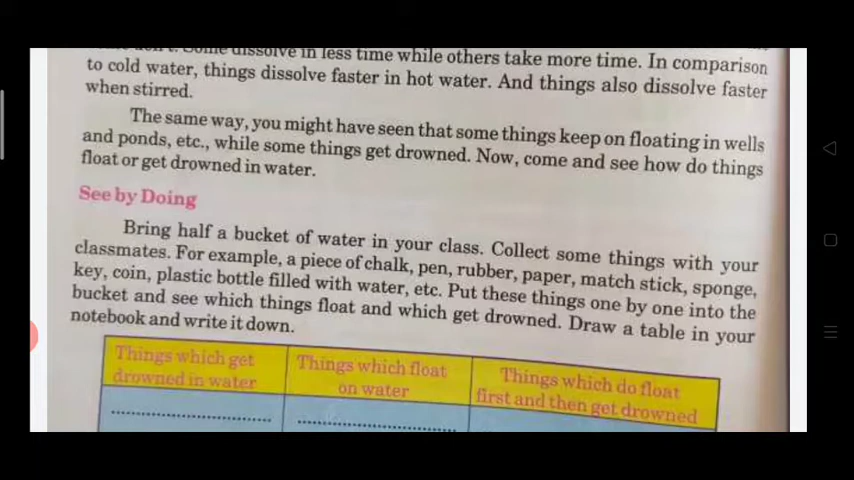 don't. Some dissolve in less time while others take more time. In comparison
to cold water, things dissolve faster in hot water. And things also dissolve faster
when stirred.
The same way, you might have seen that some things keep on floating in wells
and ponds, etc., while some things get drowned. Now, come and see how do things
float or get drowned in water.
See by Doing
Bring half a bucket of water in your class. Collect some things with your
classmates. For example, a piece of chalk, pen, rubber, paper, match stick, sponge,
key, coin, plastic bottle filled with water, etc. Put these things one by one into the
bucket and see which things float and which get drowned. Draw a table in your
notebook and write it down.
Things which get
drowned in water
Things which float
on water
Things which do float
first and then get drowned